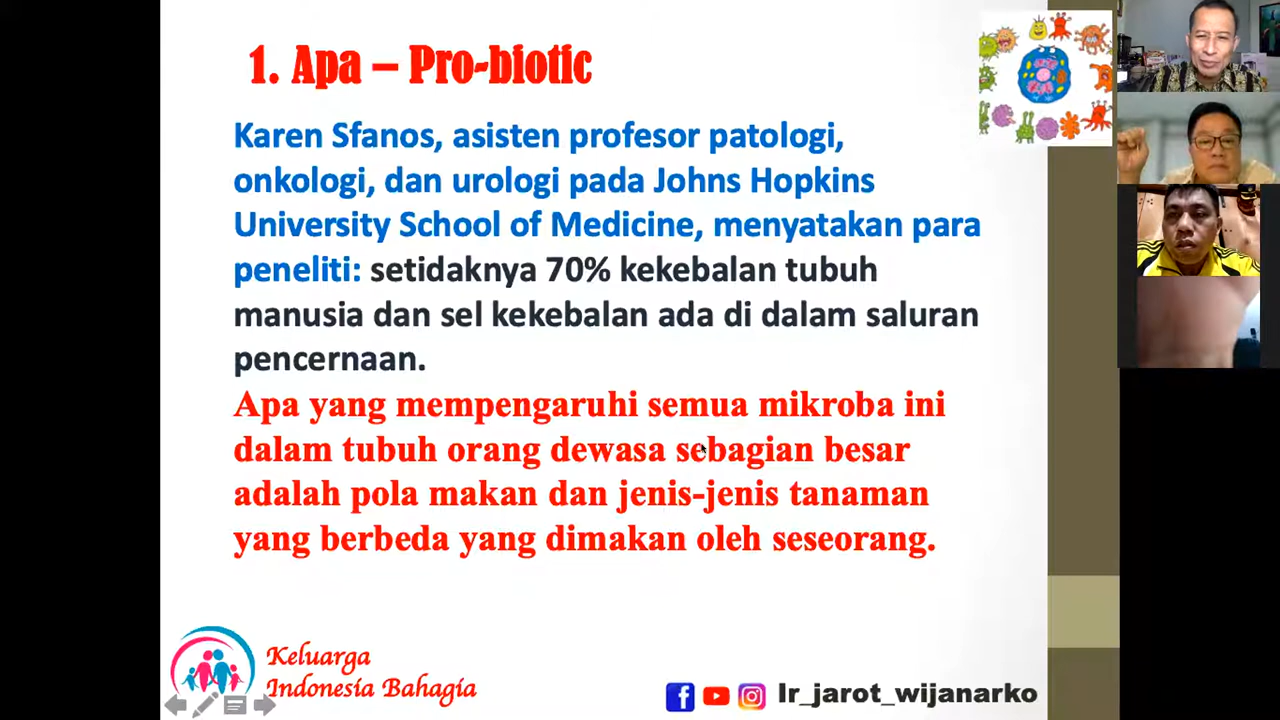 1. Apa – Pro-biotic
Karen Sfanos, asisten profesor patologi,
onkologi, dan urologi pada Johns Hopkins
University School of Medicine, menyatakan para
peneliti: setidaknya 70% kekebalan tubuh
manusia dan sel kekebalan ada di dalam saluran
pencernaan.
Apa yang mempengaruhi semua mikroba ini
dalam tubuh orang dewasa sebagian besar
adalah pola makan dan jenis-jenis tanaman
yang berbeda yang dimakan oleh seseorang.
Keluarga
Indonesia Bahagia
Ir_jarot_wijanarko